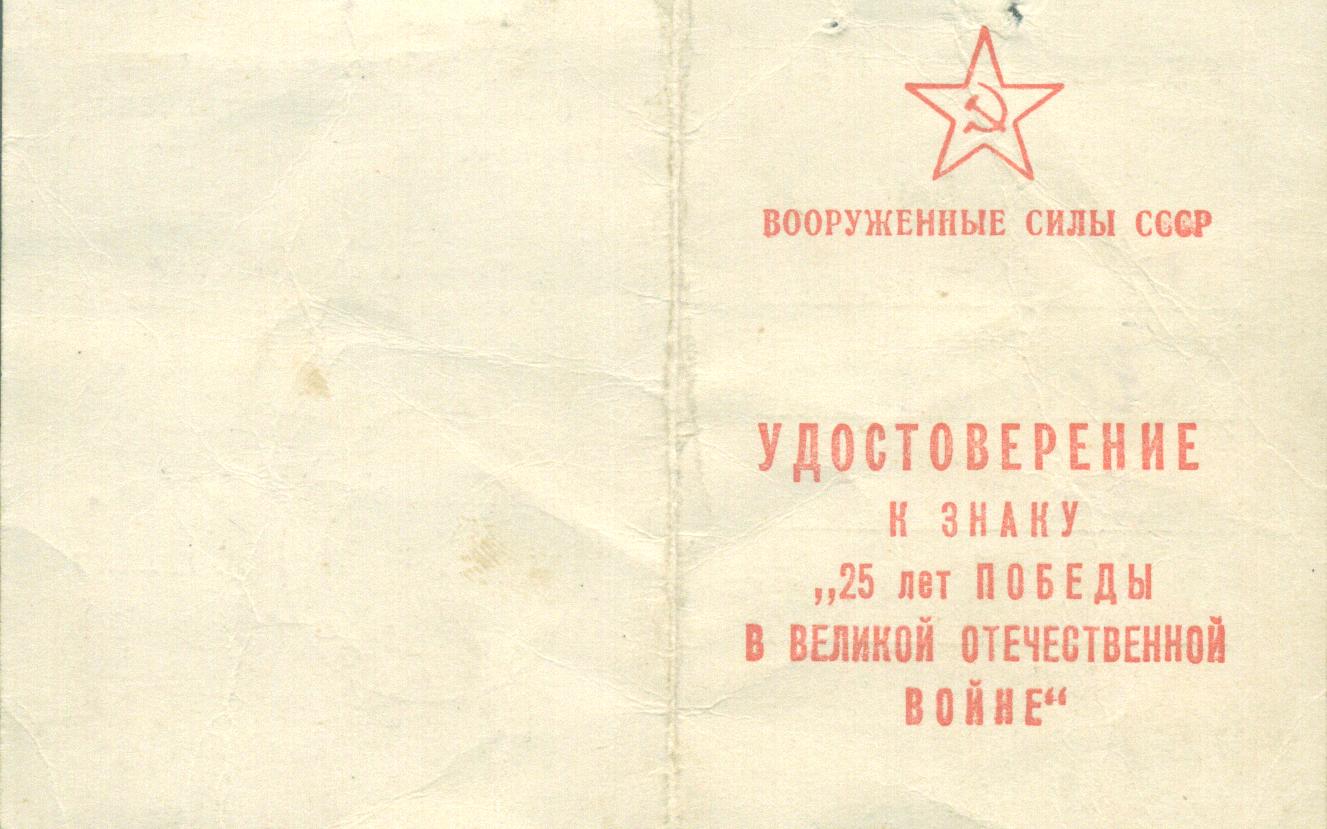 ВООРУЖЕННЫЕ СИЛЫ СССР
УДОСТОВЕРЕНИЕ
К ЗНАКУ
„25 лет ПОБЕДЫ
В ВЕЛИКОЙ ОТЕЧЕСТВЕННОЙ
ВОЙНЕ“